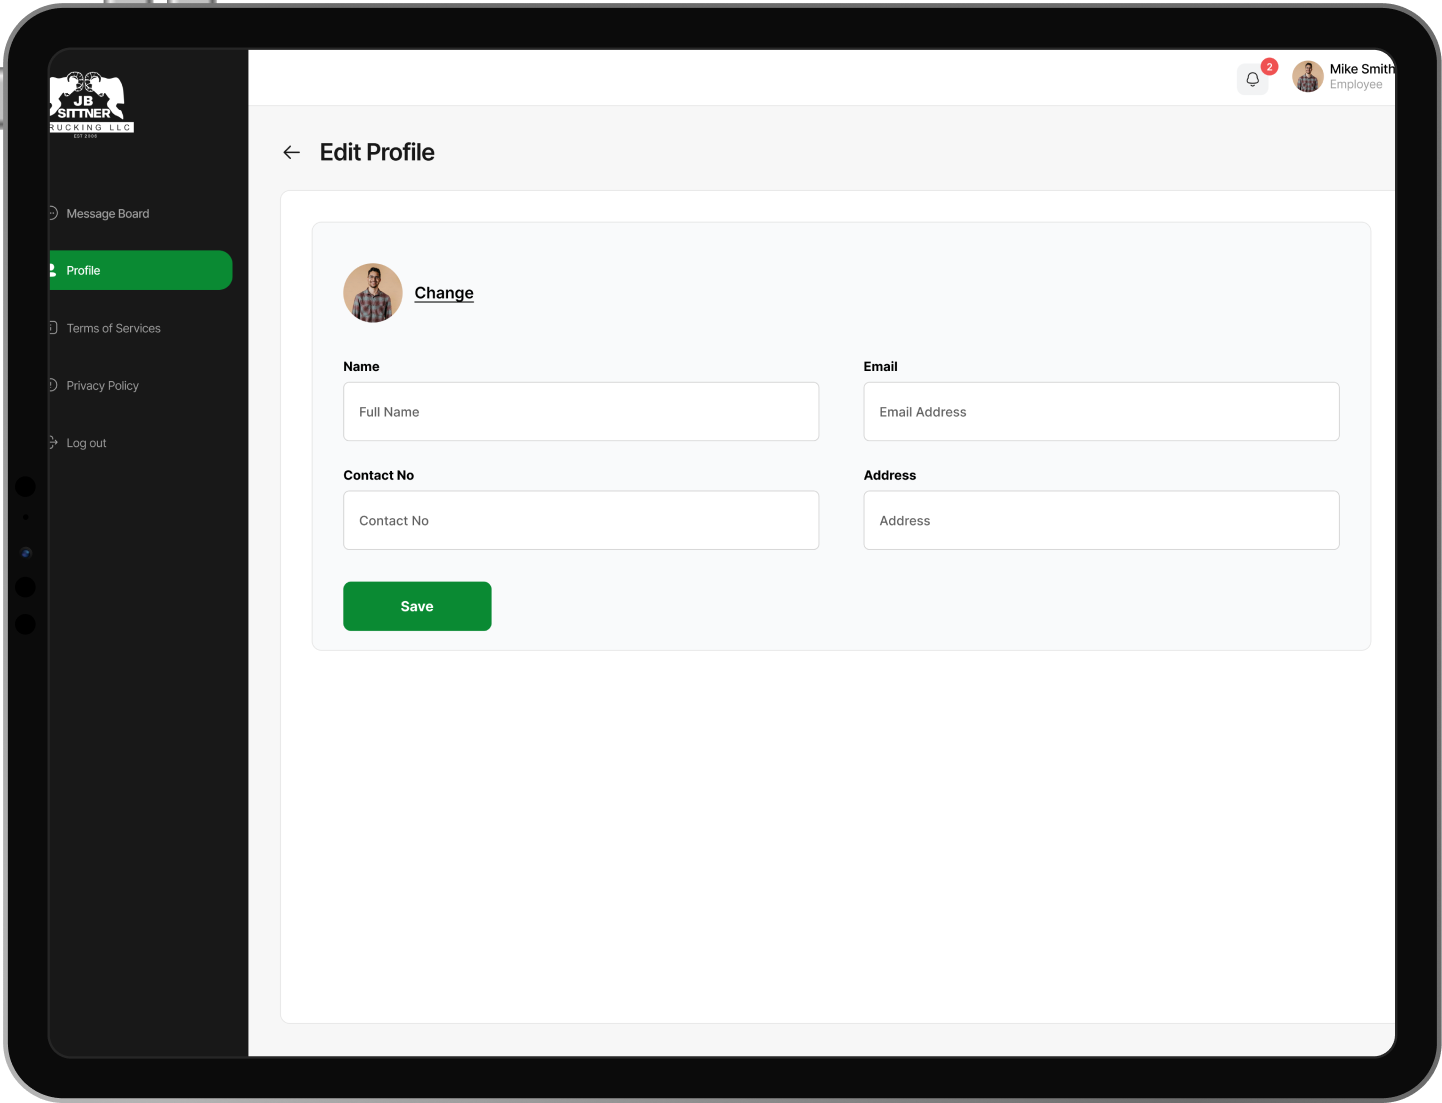 JB
SITTNER
RUCKING LLC
EST 2006
Message Board
Profile
Terms of Services
Privacy Policy
Log out
2
Mike Smith
Employee
Edit Profile
Change
Name
Full Name
Email
Email Address
Contact No
Contact No
Address
Address
Save